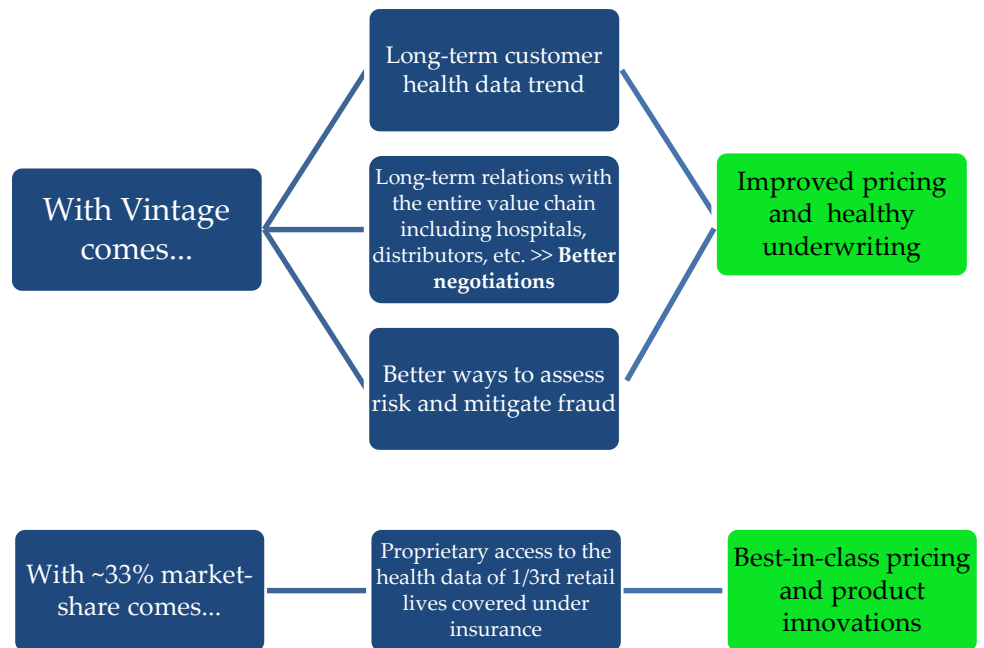 Long-term customer
health data trend
With Vintage
comes...
Long-term relations with
the entire value chain
including hospitals,
distributors, etc. >> Better
negotiations
Improved pricing
and healthy
underwriting
Better ways to assess
risk and mitigate fraud
With ~33% market-
share comes...
Proprietary access to the
health data of 1/3rd retail
lives covered under
insurance
Best-in-class pricing
and product
innovations